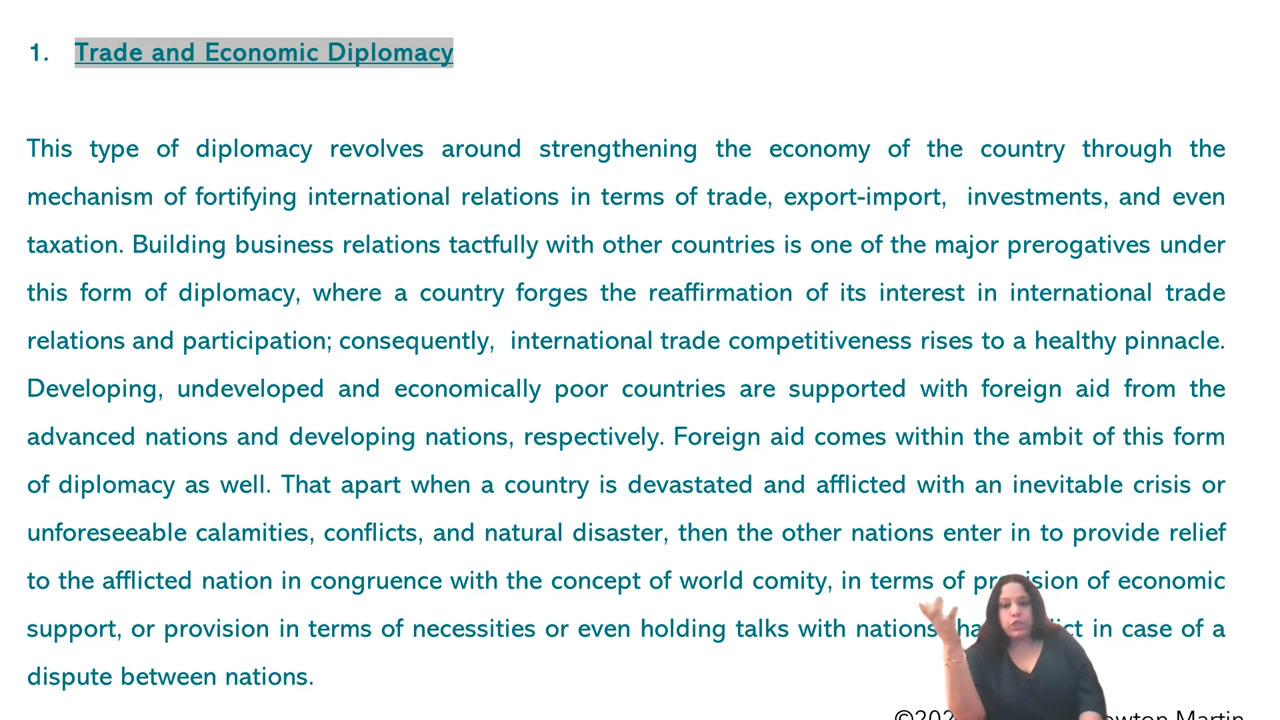 1. Trade and Economic Diplomacy
This type of diplomacy revolves around strengthening the economy of the country through the
mechanism of fortifying international relations in terms of trade, export-import, investments, and even
taxation. Building business relations tactfully with other countries is one of the major prerogatives under
this form of diplomacy, where a country forges the reaffirmation of its interest in international trade
relations and participation; consequently, international trade competitiveness rises to a healthy pinnacle.
Developing, undeveloped and economically poor countries are supported with foreign aid from the
advanced nations and developing nations, respectively. Foreign aid comes within the ambit of this form
of diplomacy as well. That apart when a country is devastated and afflicted with an inevitable crisis or
unforeseeable calamities, conflicts, and natural disaster, then the other nations enter in to provide relief
to the afflicted nation in congruence with the concept of world comity, in terms of provision of economic
support, or provision in terms of necessities or even holding talks with nations in case of a
dispute between nations.
Martin